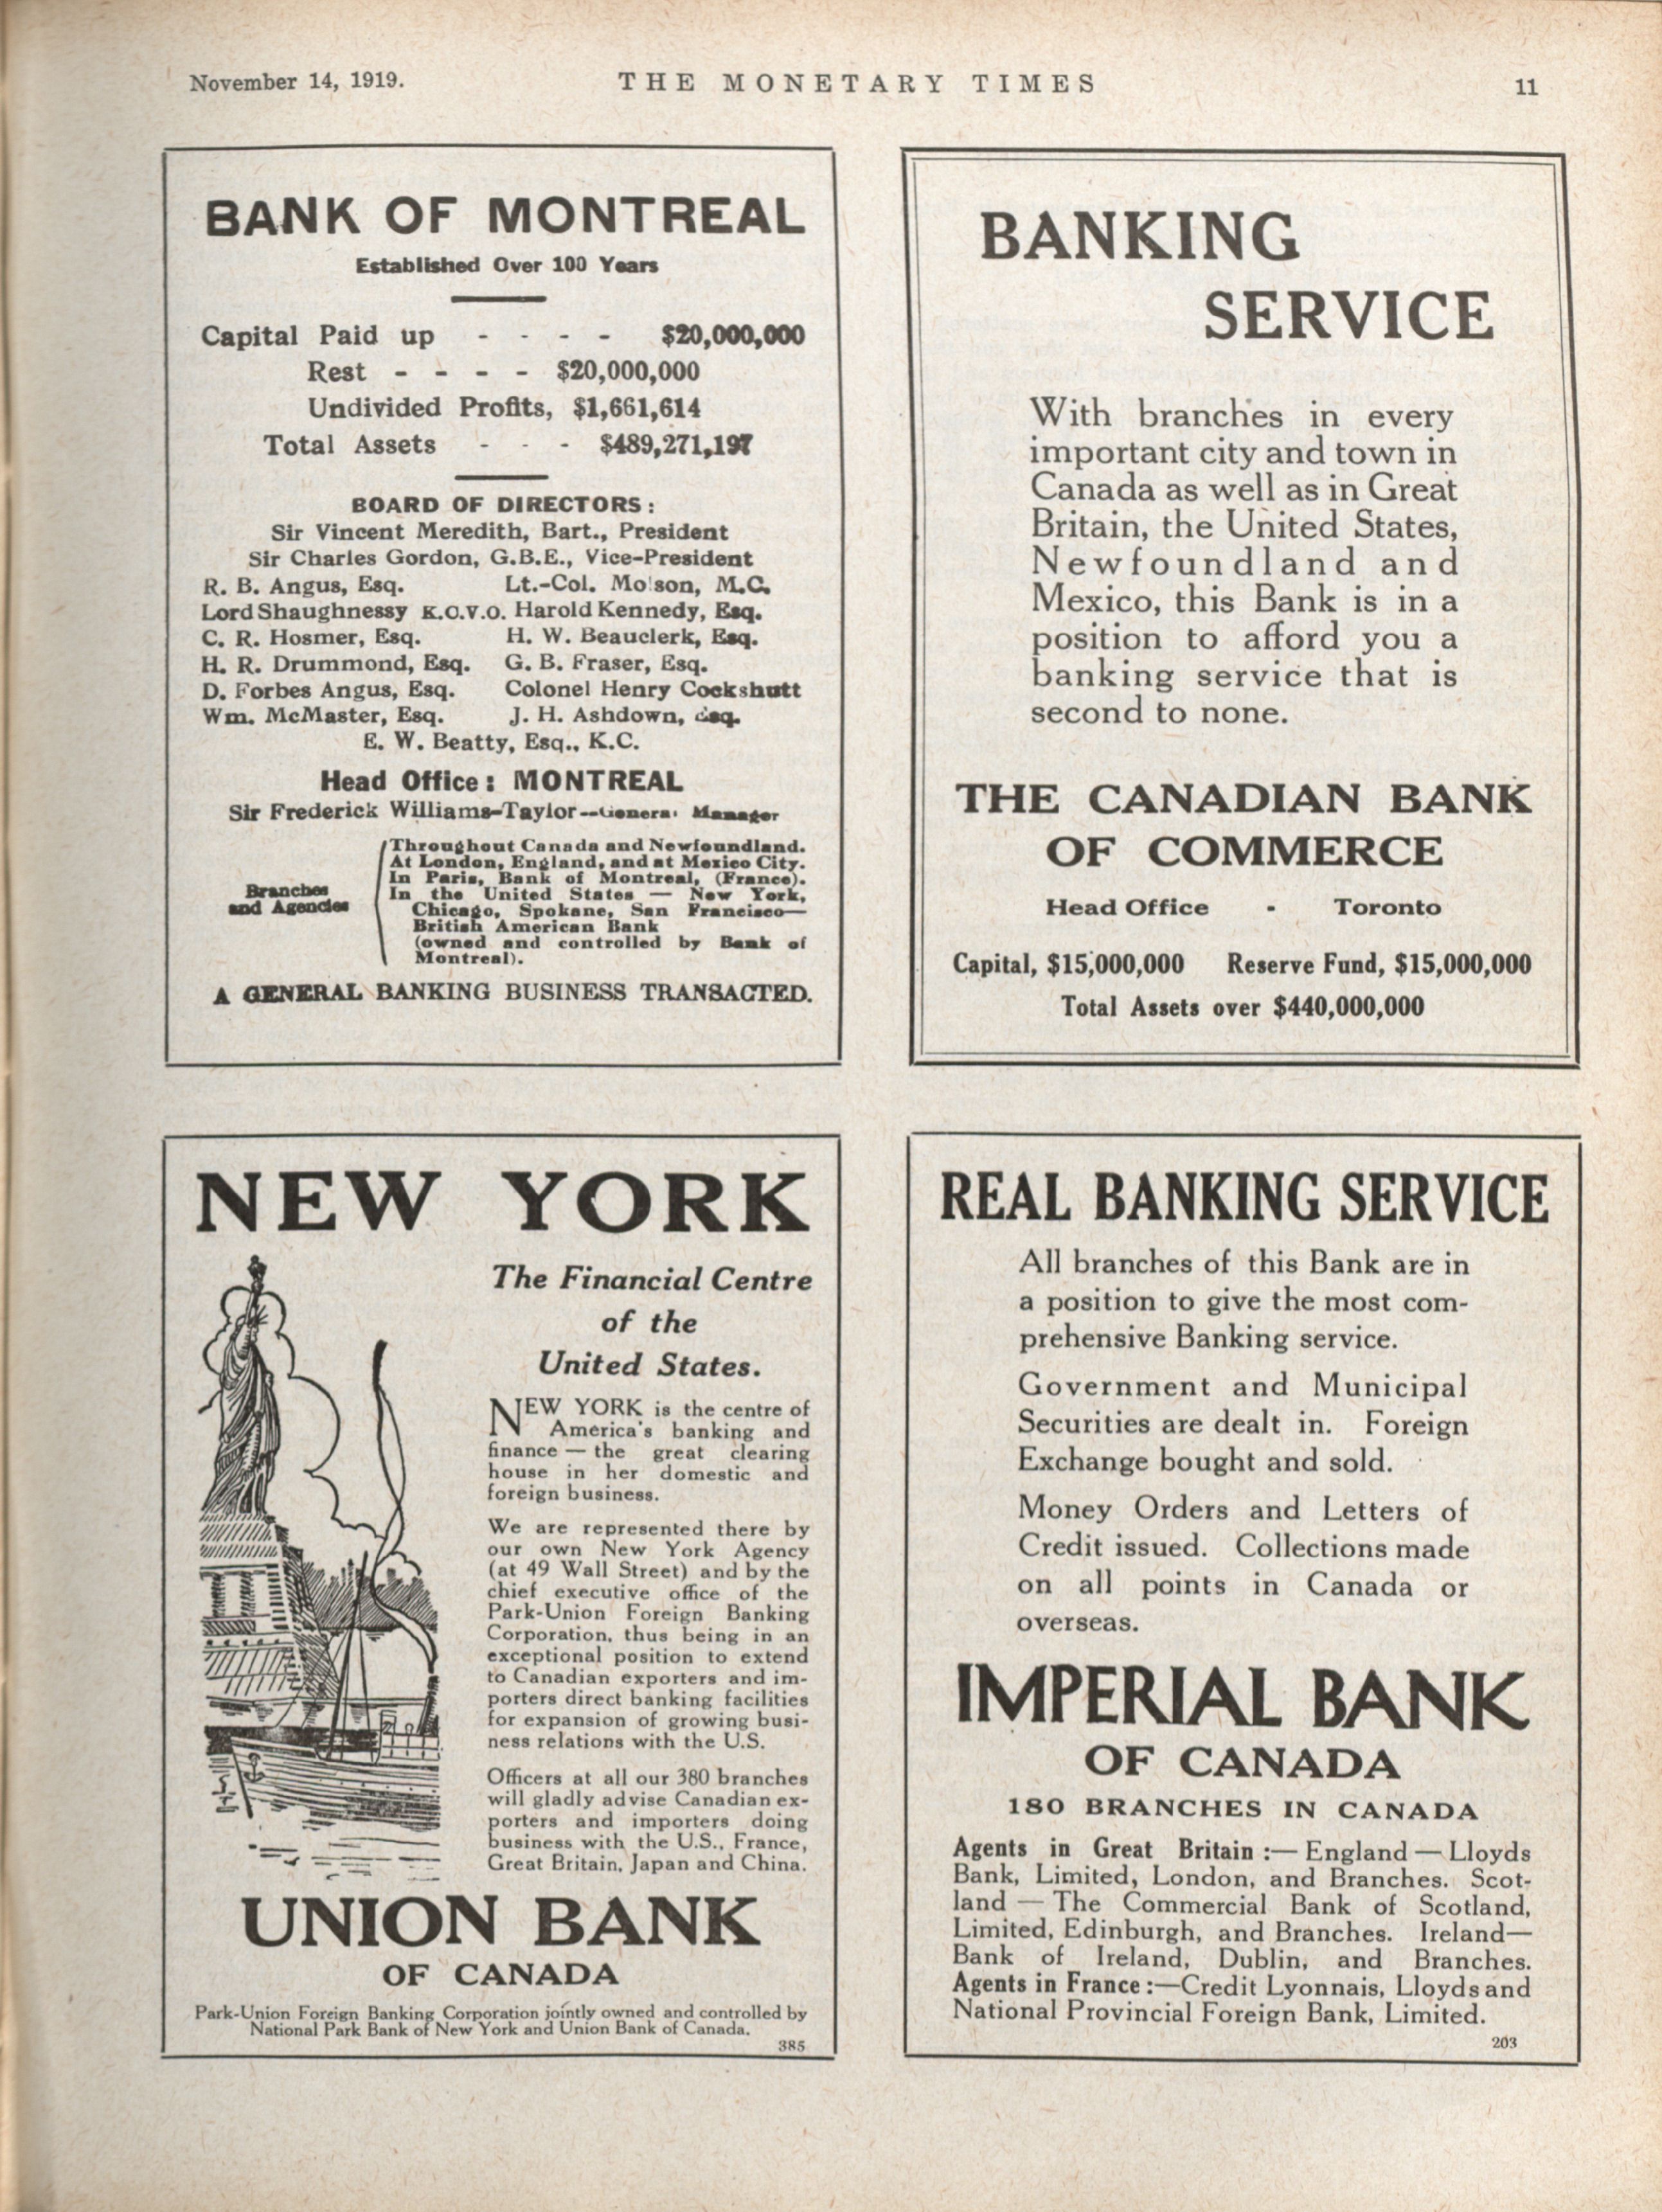 November 14, 1919.
THE MONETARY TIMES
11
BANK OF MONTREAL
Established Over 100 Years
Capital Paid up - - - - $20,000,000
Rest - - - - $20,000,000
Undivided Profits, $1,661,614
Total Assets - - - $489,271,197
BOARD OF DIRECTORS:
Sir Vincent Meredith, Bart., President
Sir Charles Gordon, G.B.E., Vice-President
R. B. Angus, Esq. Lt.-Col. Molson, M.C.
Lord Shaughnessy K.C.V.O. Harold Kennedy, Esq.
C. R. Hosmer, Esq. H. W. Beauclerk, Esq.
H. R. Drummond, Esq. G. B. Fraser, Esq.
D. Forbes Angus, Esq. Colonel Henry Cockshutt
Wm. McMaster, Esq. J. H. Ashdown, Esq.
E. W. Beatty, Esq., K.C.
Head Office: MONTREAL
Sir Frederick Williams-Taylor--General Manager
Branches
and Agencies
Throughout Canada and Newfoundland.
At London, England, and at Mexico City.
In Paris, Bank of Montreal, (France).
In the United States — New York,
Chicago, Spokane, San Francisco—
British American Bank
(owned and controlled by Bank of
Montreal).
A GENERAL BANKING BUSINESS TRANSACTED.
BANKING
SERVICE
With branches in every
important city and town in
Canada as well as in Great
Britain, the United States,
Newfoundland and
Mexico, this Bank is in a
position to afford you a
banking service that is
second to none.
THE CANADIAN BANK
OF COMMERCE
Head Office - Toronto
Capital, $15,000,000 Reserve Fund, $15,000,000
Total Assets over $440,000,000
NEW YORK
The Financial Centre
of the
United States.
NEW YORK is the centre of
America's banking and
finance — the great clearing
house in her domestic and
foreign business.
We are represented there by
our own New York Agency
(at 49 Wall Street) and by the
chief executive office of the
Park-Union Foreign Banking
Corporation, thus being in an
exceptional position to extend
to Canadian exporters and im-
porters direct banking facilities
for expansion of growing busi-
ness relations with the U.S.
Officers at all our 380 branches
will gladly advise Canadian ex-
porters and importers doing
business with the U.S., France,
Great Britain, Japan and China.
UNION BANK
OF CANADA
Park-Union Foreign Banking Corporation jointly owned and controlled by
National Park Bank of New York and Union Bank of Canada.
385
REAL BANKING SERVICE
All branches of this Bank are in
a position to give the most com-
prehensive Banking service.
Government and Municipal
Securities are dealt in. Foreign
Exchange bought and sold.
Money Orders and Letters of
Credit issued. Collections made
on all points in Canada or
overseas.
IMPERIAL BANK
OF CANADA
180 BRANCHES IN CANADA
Agents in Great Britain:— England — Lloyds
Bank, Limited, London, and Branches. Scot-
land — The Commercial Bank of Scotland,
Limited, Edinburgh, and Branches. Ireland—
Bank of Ireland, Dublin, and Branches.
Agents in France:—Credit Lyonnais, Lloyds and
National Provincial Foreign Bank, Limited.
203